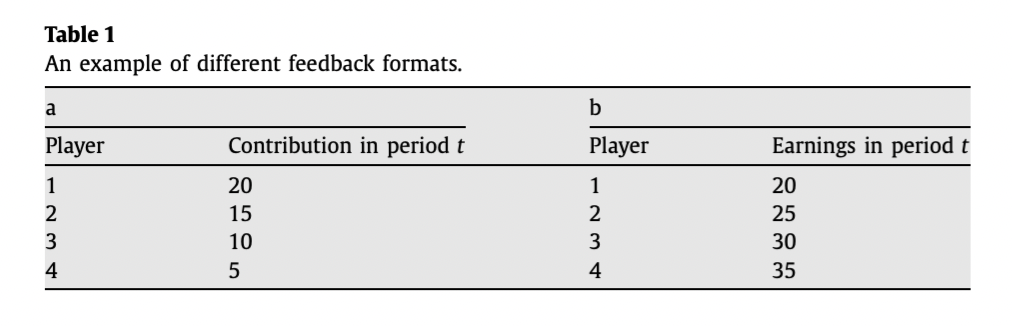 Table 1
An example of different feedback formats.
a b
Player Contribution in period t Player Earnings in period t
1 20 1 20
2 15 2 25
3 10 3 30
4 5 4 35